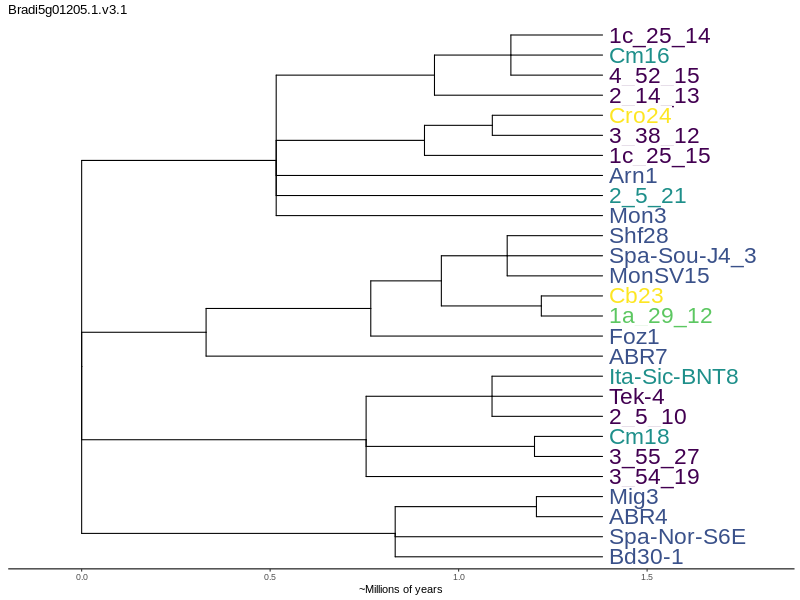 Bradi5g01205.1.v3.1
1c_25_14
Cm16
4_52_15
2_14_13
Cro24
3_38_12
1c_25_15
Arn1
2_5_21
Mon3
Shf28
Spa-Sou-J4_3
MonSV15
Cb23
1a_29_12
Foz1
ABR7
Ita-Sic-BNT8
Tek-4
2_5_10
Cm18
3_55_27
3_54_19
Mig3
ABR4
Spa-Nor-S6E
Bd30-1
0.0 0.5 1.0 1.5
~Millions of years